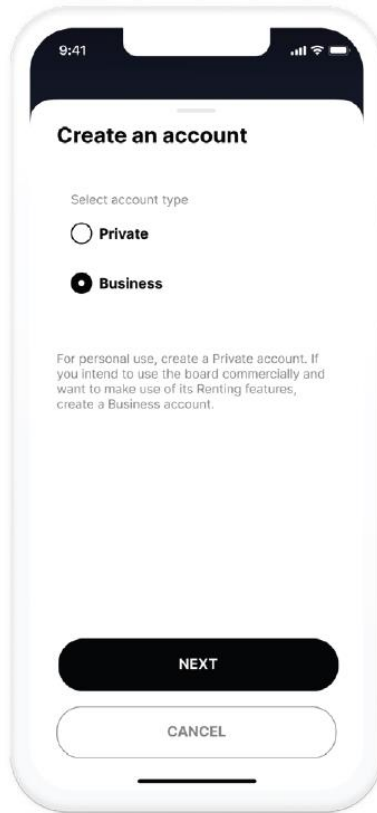 9:41
Create an account
Select account type
Private
Business
For personal use, create a Private account. If
you intend to use the board commercially and
want to make use of its Renting features,
create a Business account.
NEXT
CANCEL